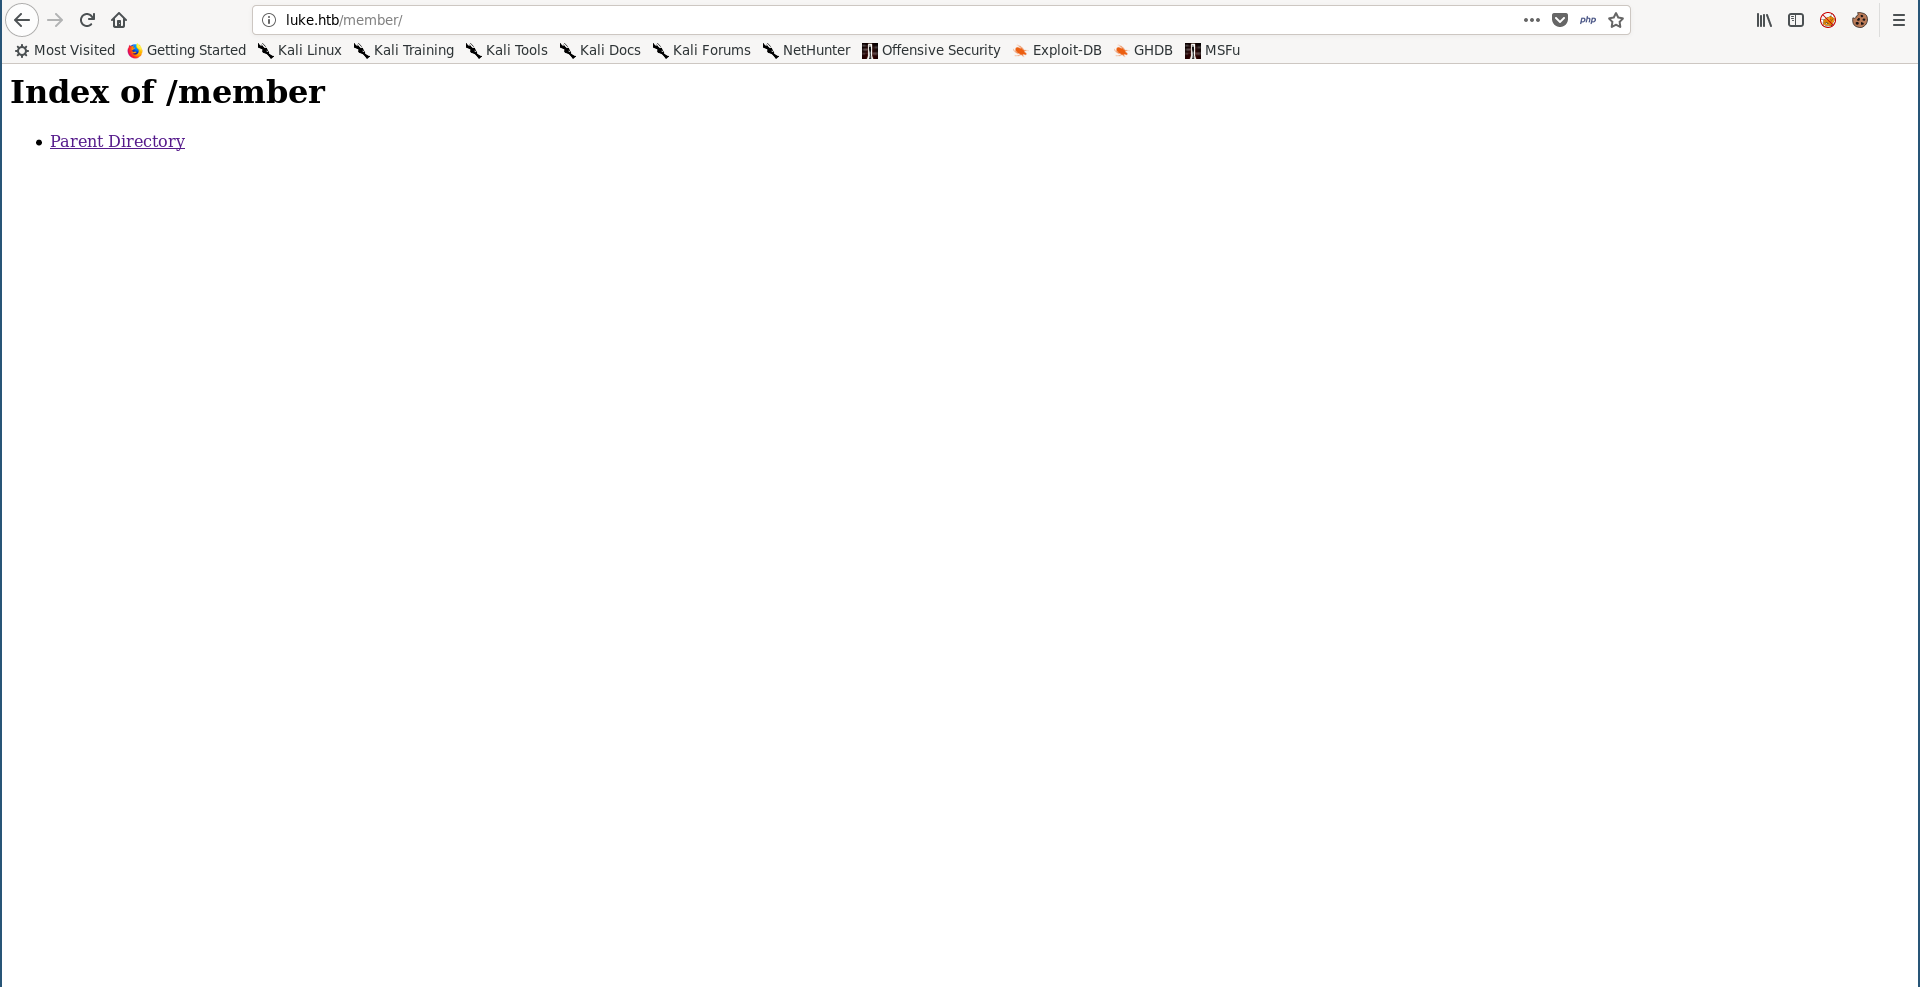 luke.htb/member/
php
Most Visited Getting Started Kali Linux Kali Training Kali Tools Kali Docs Kali Forums NetHunter Offensive Security Exploit-DB GHDB MSFu
Index of /member
Parent Directory